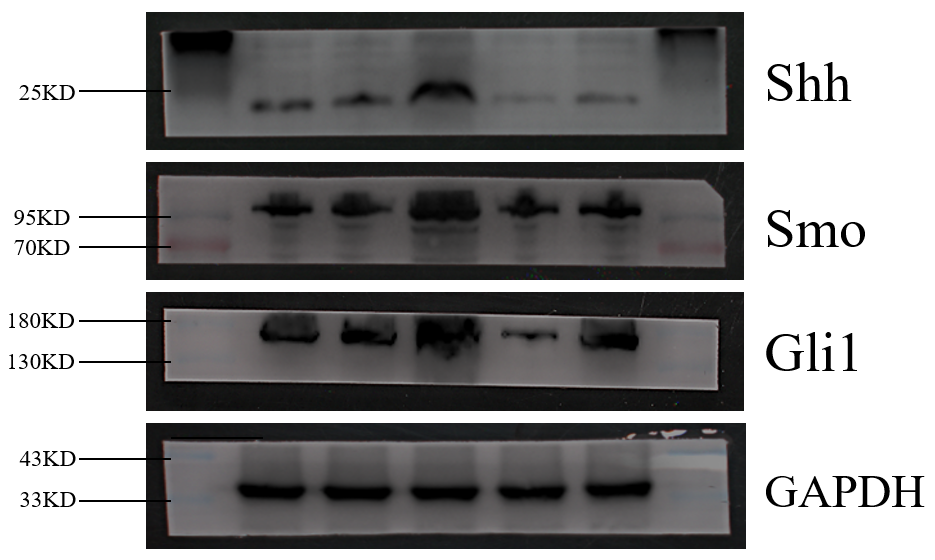 25KD
Shh
95KD
70KD
Smo
180KD
130KD
Gli1
43KD
33KD
GAPDH